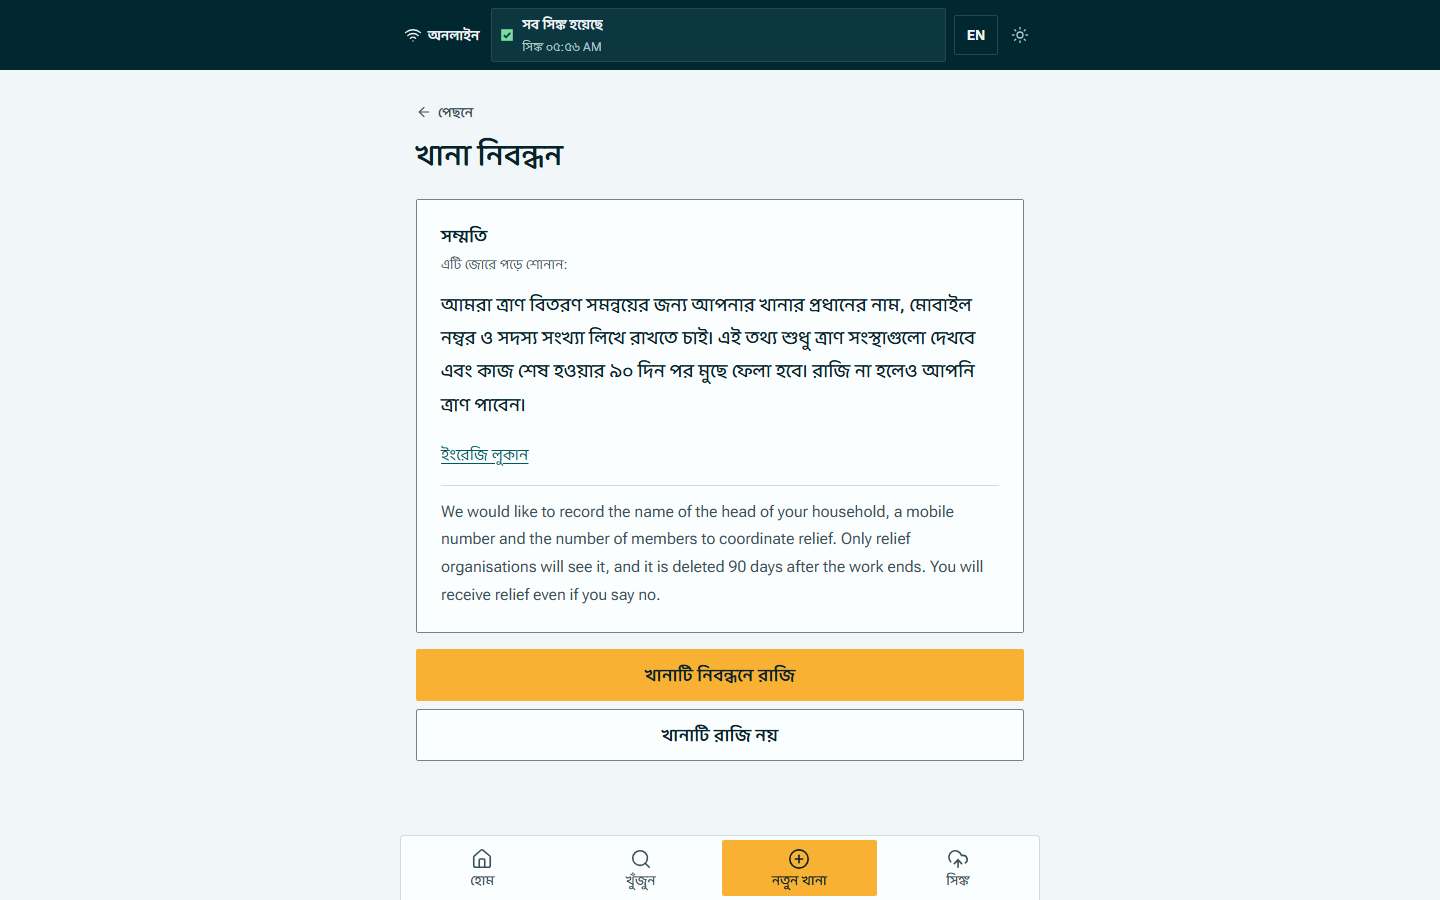 অনলাইন
সব সিঙ্ক হয়েছে
সিঙ্ক ০৫:৫৬ AM
EN
পেছনে
খানা নিবন্ধন
সম্মতি
এটি জোরে পড়ে শোনান:
আমরা ত্রাণ বিতরণ সমন্বয়ের জন্য আপনার খানার প্রধানের নাম, মোবাইল
নম্বর ও সদস্য সংখ্যা লিখে রাখতে চাই। এই তথ্য শুধু ত্রাণ সংস্থাগুলো দেখবে
এবং কাজ শেষ হওয়ার ৯০ দিন পর মুছে ফেলা হবে। রাজি না হলেও আপনি
ত্রাণ পাবেন।
ইংরেজি লুকান
We would like to record the name of the head of your household, a mobile
number and the number of members to coordinate relief. Only relief
organisations will see it, and it is deleted 90 days after the work ends. You will
receive relief even if you say no.
খানাটি নিবন্ধনে রাজি
খানাটি রাজি নয়
হোম
খুঁজুন
নতুন খানা
সিঙ্ক